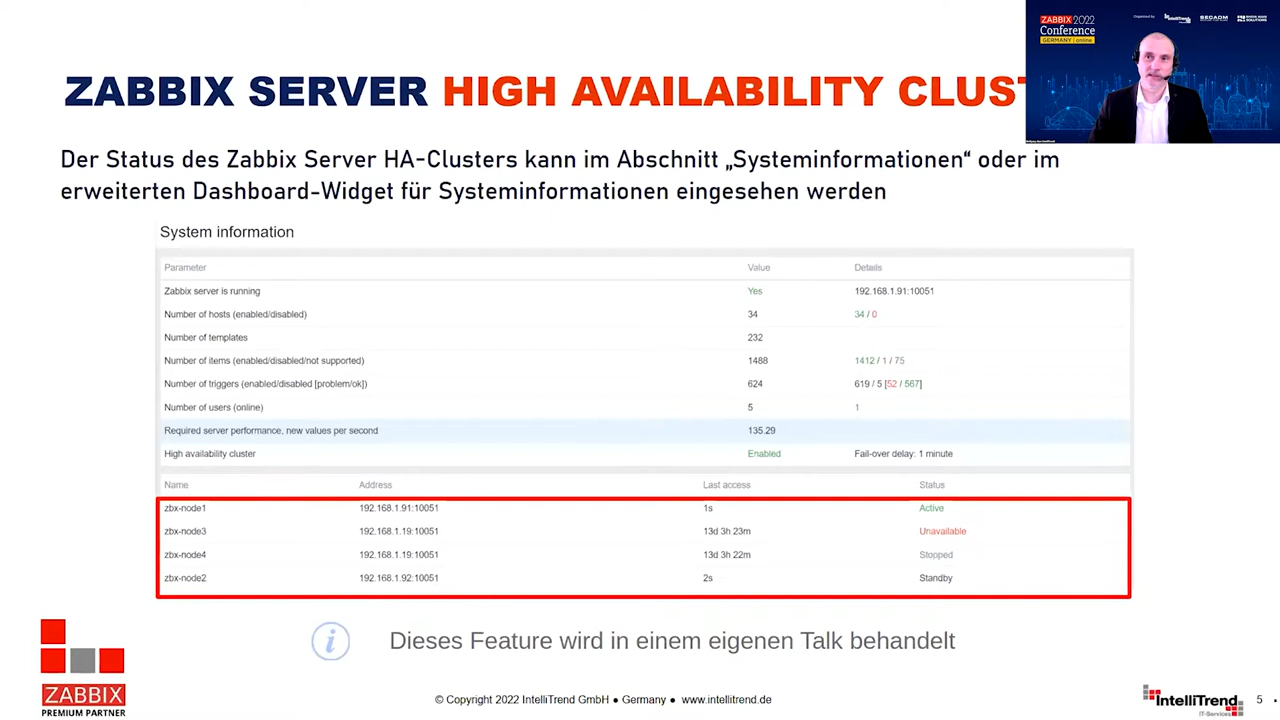 ZABBIX 2022
Conference
GERMANY | online
IntelliTrend
SECADM
ZABBIX SERVER HIGH AVAILABILITY CLUST
Der Status des Zabbix Server HA-Clusters kann im Abschnitt „Systeminformationen“ oder im
erweiterten Dashboard-Widget für Systeminformationen eingesehen werden
System information
Parameter Value Details
Zabbix server is running Yes 192.168.1.91:10051
Number of hosts (enabled/disabled) 34 34 / 0
Number of templates 232
Number of items (enabled/disabled/not supported) 1488 1412 / 1 / 75
Number of triggers (enabled/disabled [problem/ok]) 624 619 / 5 [52 / 567]
Number of users (online) 5 1
Required server performance, new values per second 135.29
High availability cluster Enabled Fail-over delay: 1 minute
Name Address Last access Status
zbx-node1 192.168.1.91:10051 1s Active
zbx-node3 192.168.1.19:10051 13d 3h 23m Unavailable
zbx-node4 192.168.1.19:10051 13d 3h 22m Stopped
zbx-node2 192.168.1.92:10051 2s Standby
Dieses Feature wird in einem eigenen Talk behandelt
ZABBIX
PREMIUM PARTNER
© Copyright 2022 IntelliTrend GmbH ● Germany ● www.intellitrend.de
IntelliTrend
IT-Services
5